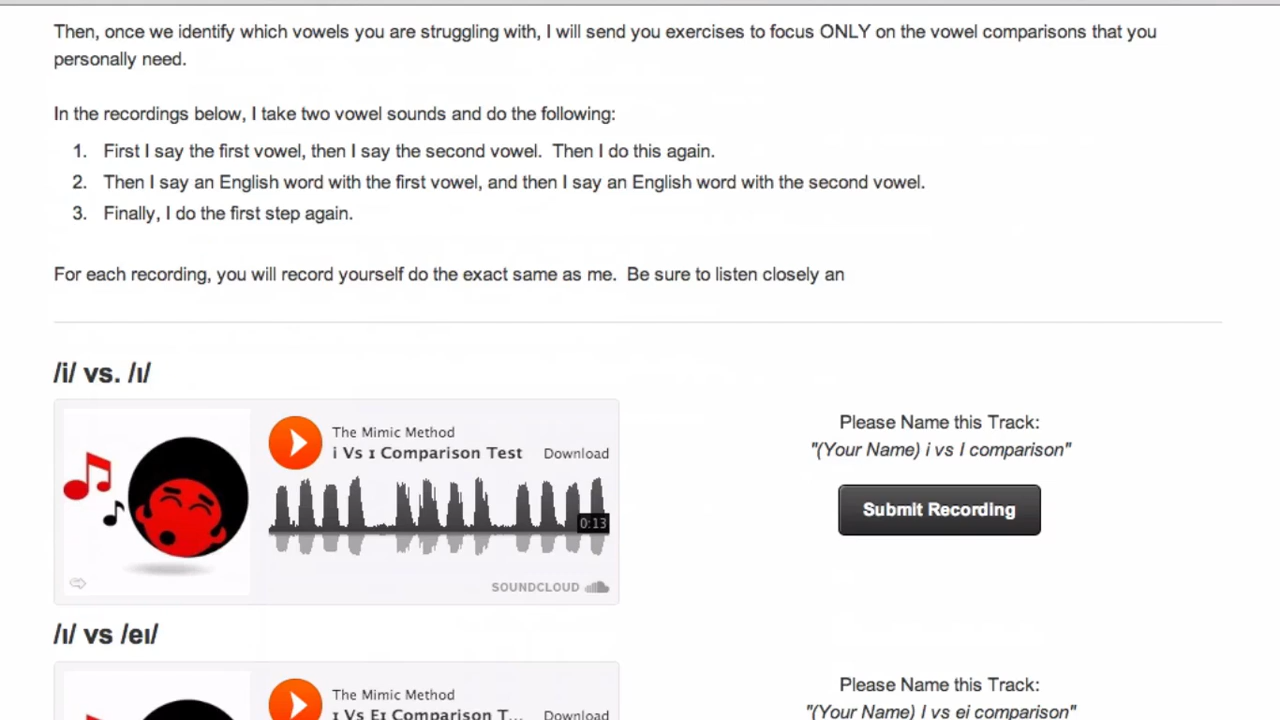 Then, once we identify which vowels you are struggling with, I will send you exercises to focus ONLY on the vowel comparisons that you
personally need.
In the recordings below, I take two vowel sounds and do the following:
1. First I say the first vowel, then I say the second vowel. Then I do this again.
2. Then I say an English word with the first vowel, and then I say an English word with the second vowel.
3. Finally, I do the first step again.
For each recording, you will record yourself do the exact same as me. Be sure to listen closely an
/i/ vs. /ı/
The Mimic Method
i Vs ɪ Comparison Test Download
0:13
SOUNDCLOUD
Please Name this Track:
"(Your Name) i vs I comparison"
Submit Recording
/ı/ vs /eı/
The Mimic Method
ɪ Vs Eɪ Comparison T... Download
Please Name this Track:
"(Your Name) I vs ei comparison"